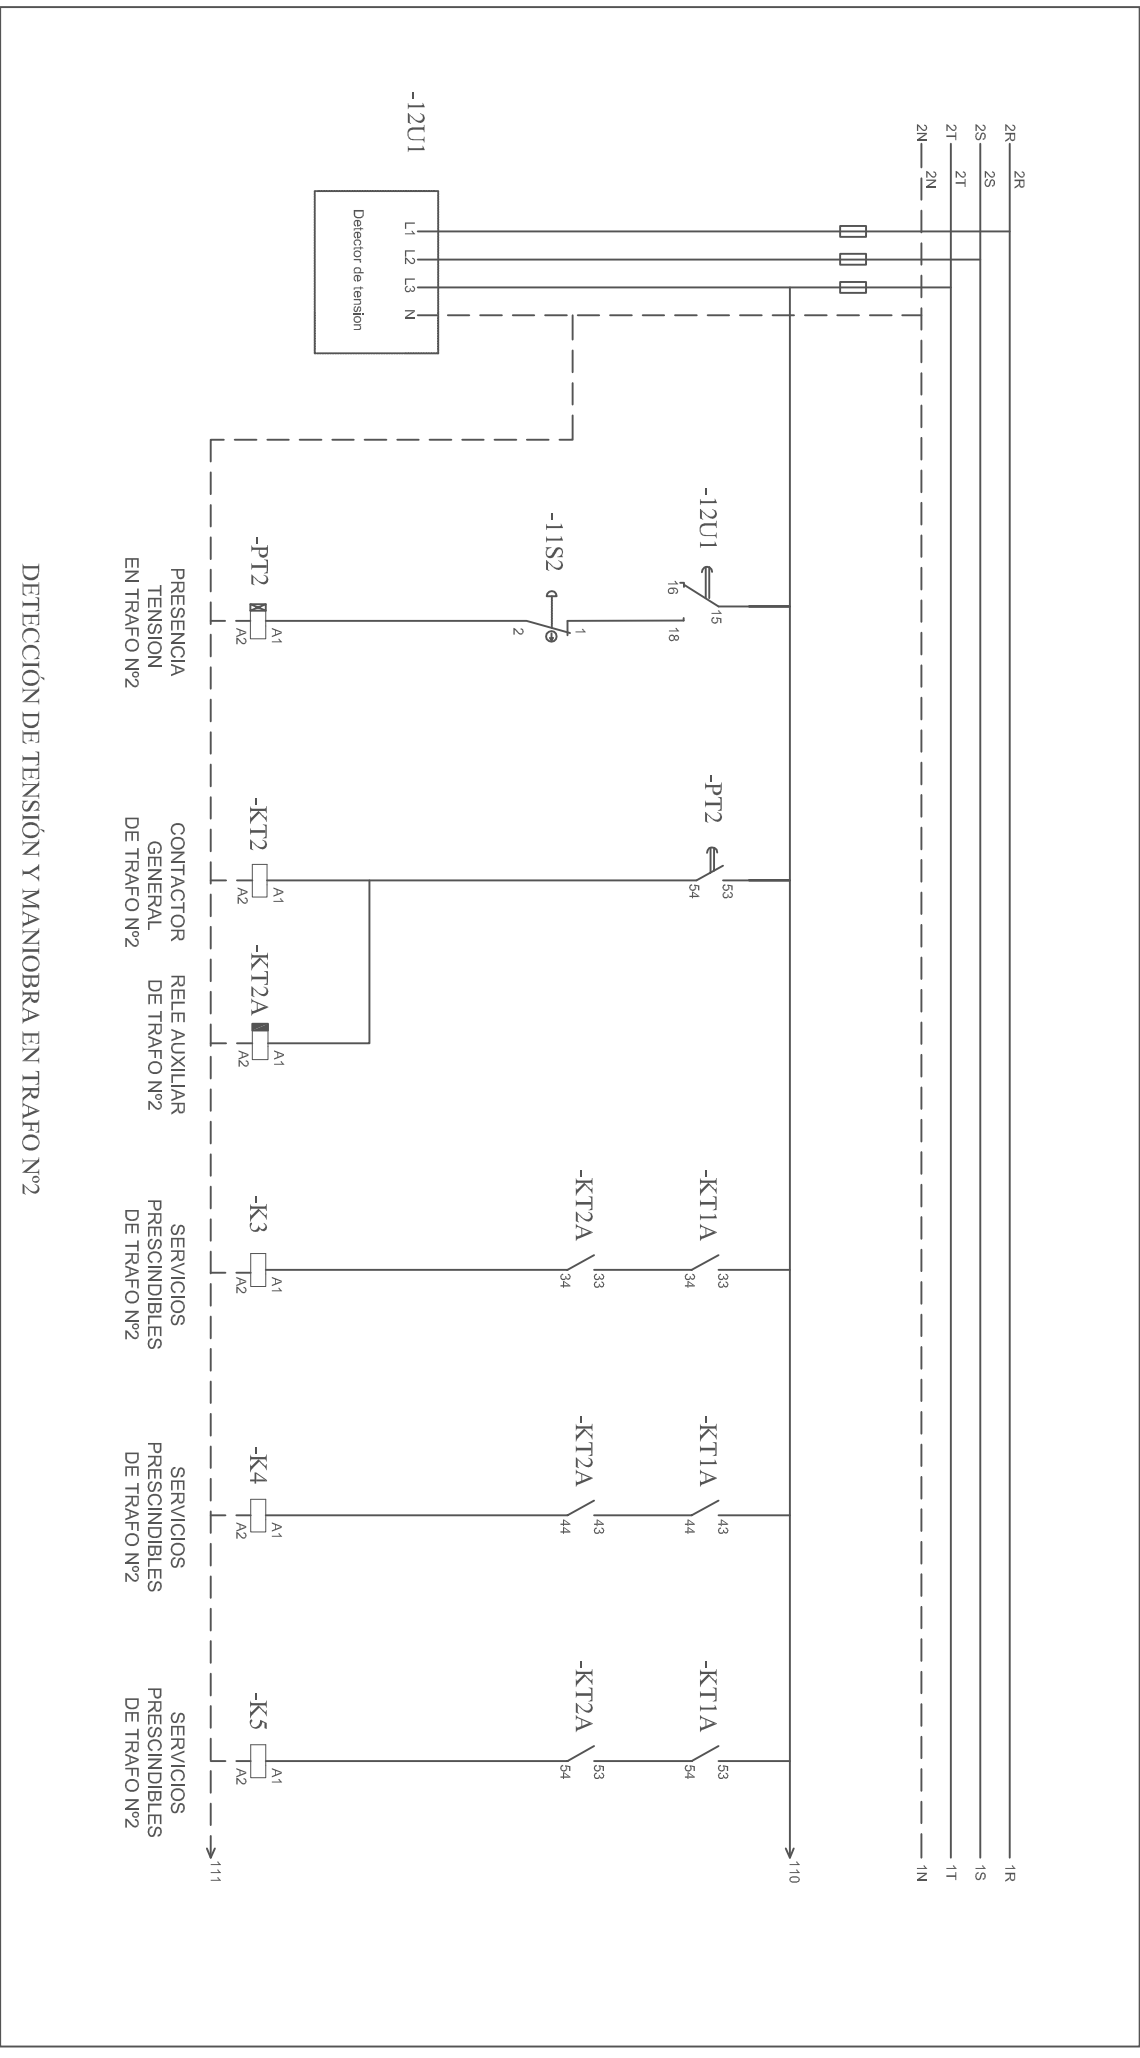 2R
2R
1R
2S
2S
1S
2T
2T
1T
2N
2N
1N
110
-12U1
L1
L2
L3
N
Detector de tension
-12U1
15
16
18
-11S2
1
2
-PT2
A1
A2
PRESENCIA
TENSION
EN TRAFO Nº2
-PT2
53
54
-KT2
A1
A2
CONTACTOR
GENERAL
DE TRAFO Nº2
-KT2A
A1
A2
RELE AUXILIAR
DE TRAFO Nº2
-KT1A
33
34
-KT2A
33
34
-K3
A1
A2
SERVICIOS
PRESCINDIBLES
DE TRAFO Nº2
-KT1A
43
44
-KT2A
43
44
-K4
A1
A2
SERVICIOS
PRESCINDIBLES
DE TRAFO Nº2
-KT1A
53
54
-KT2A
53
54
-K5
A1
A2
SERVICIOS
PRESCINDIBLES
DE TRAFO Nº2
111
DETECCIÓN DE TENSIÓN Y MANIOBRA EN TRAFO Nº2